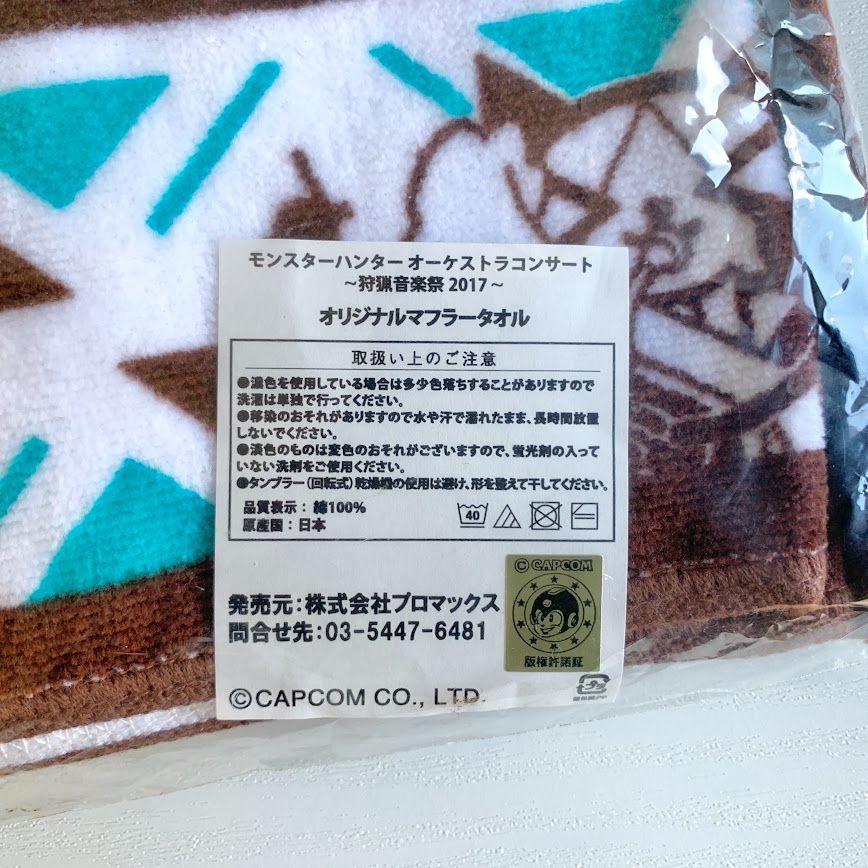 モンスターハンター オーケストラコンサート
～狩猟音楽祭 2017～
オリジナルマフラータオル
取扱い上のご注意
●濃色を使用している場合は多少色落ちすることがありますので
洗濯は単独で行ってください。
●移染のおそれがありますので水や汗で濡れたまま、長時間放置
しないでください。
●淡色のものは変色のおそれがございますので、蛍光剤の入って
いない洗剤をご使用ください。
●タンブラー(回転式)乾燥機の使用は避け、形を整えて干してください。
品質表示：綿100%
原産国：日本
40
発売元：株式会社プロマックス
問合せ先：03-5447-6481
©CAPCOM
版権許諾証
©CAPCOM CO., LTD.